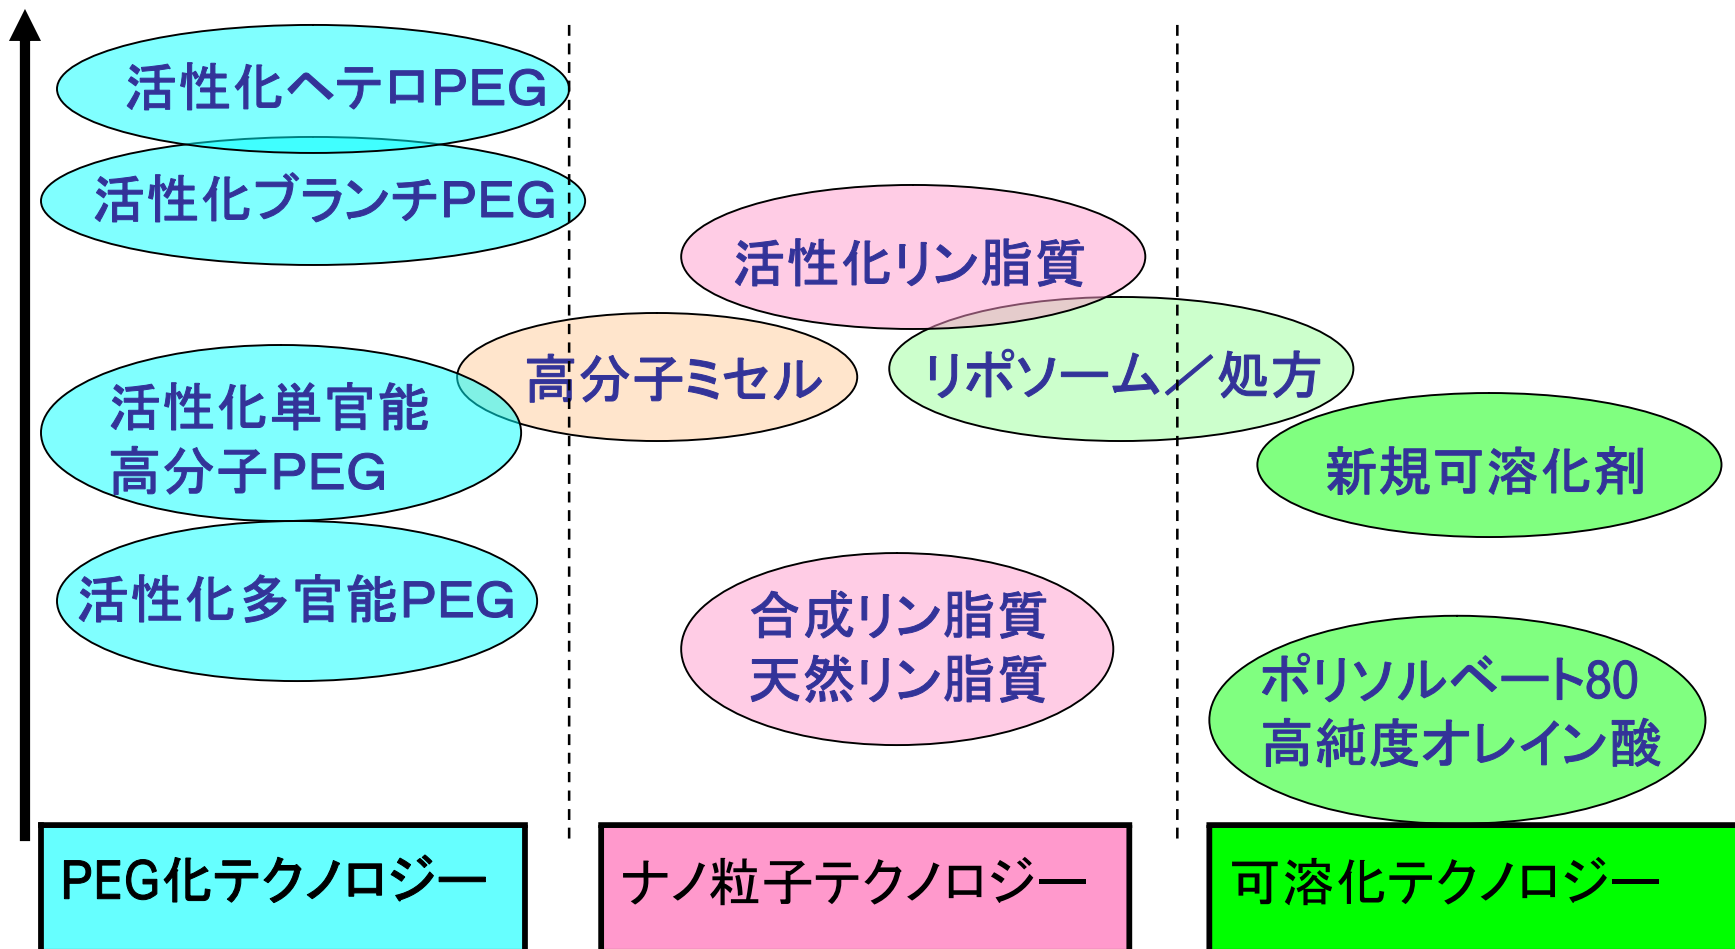 活性化ヘテロPEG
活性化ブランチPEG
活性化リン脂質
高分子ミセル
リポソーム／処方
活性化単官能
高分子PEG
新規可溶化剤
活性化多官能PEG
合成リン脂質
天然リン脂質
ポリソルベート80
高純度オレイン酸
PEG化テクノロジー
ナノ粒子テクノロジー
可溶化テクノロジー